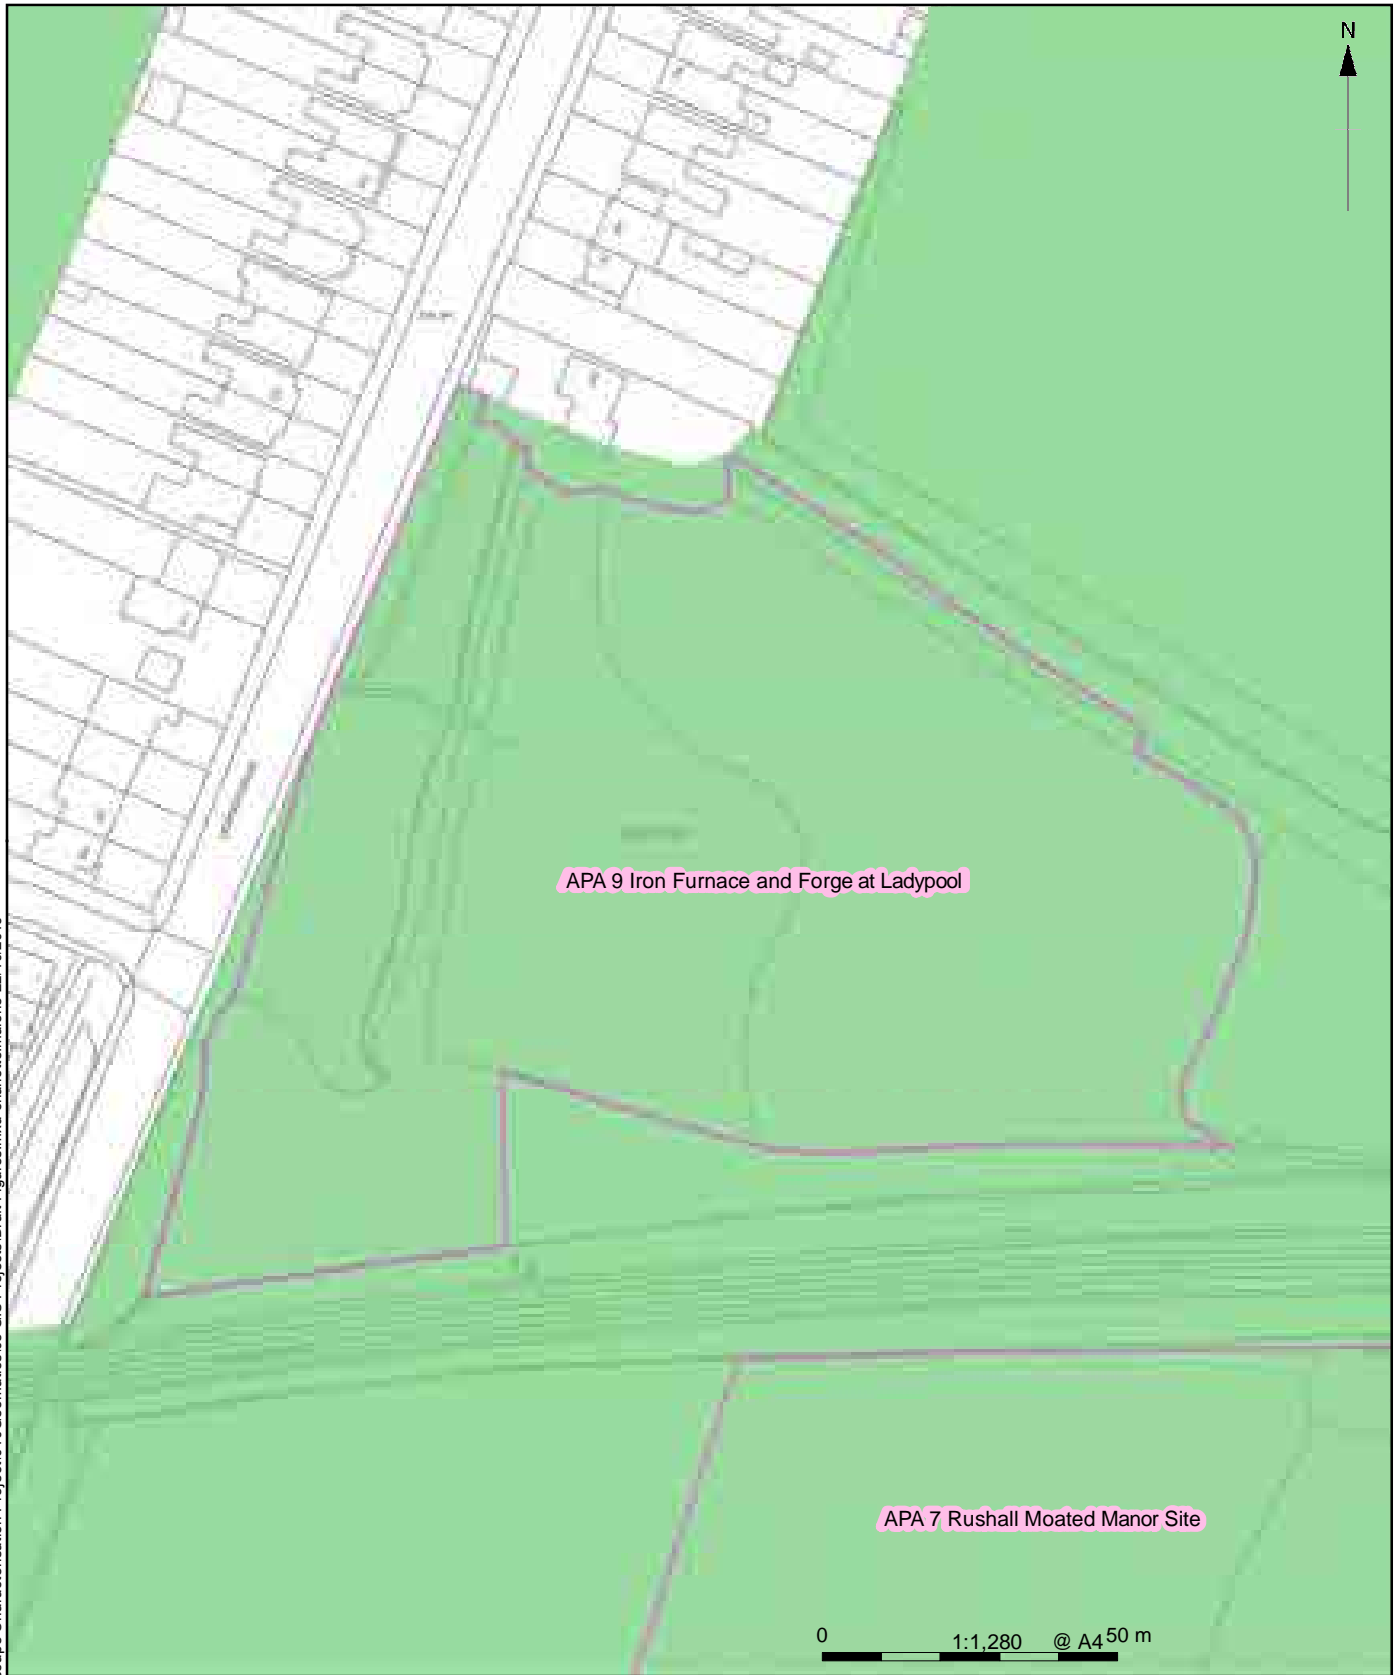 N
APA 9 Iron Furnace and Forge at Ladypool
APA 7 Rushall Moated Manor Site
0 1:1,280 @ A4 50 m